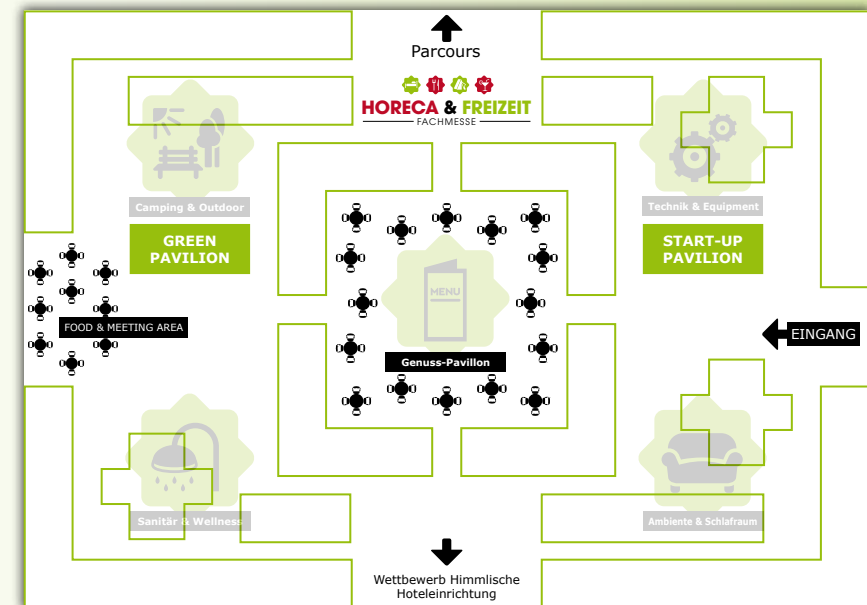 Parcours
HORECA & FREIZEIT
FACHMESSE
Camping & Outdoor
Technik & Equipment
GREEN
PAVILION
START-UP
PAVILION
MENU
FOOD & MEETING AREA
EINGANG
Genuss-Pavillon
Sanitär & Wellness
Ambiente & Schlafraum
Wettbewerb Himmlische
Hoteleinrichtung